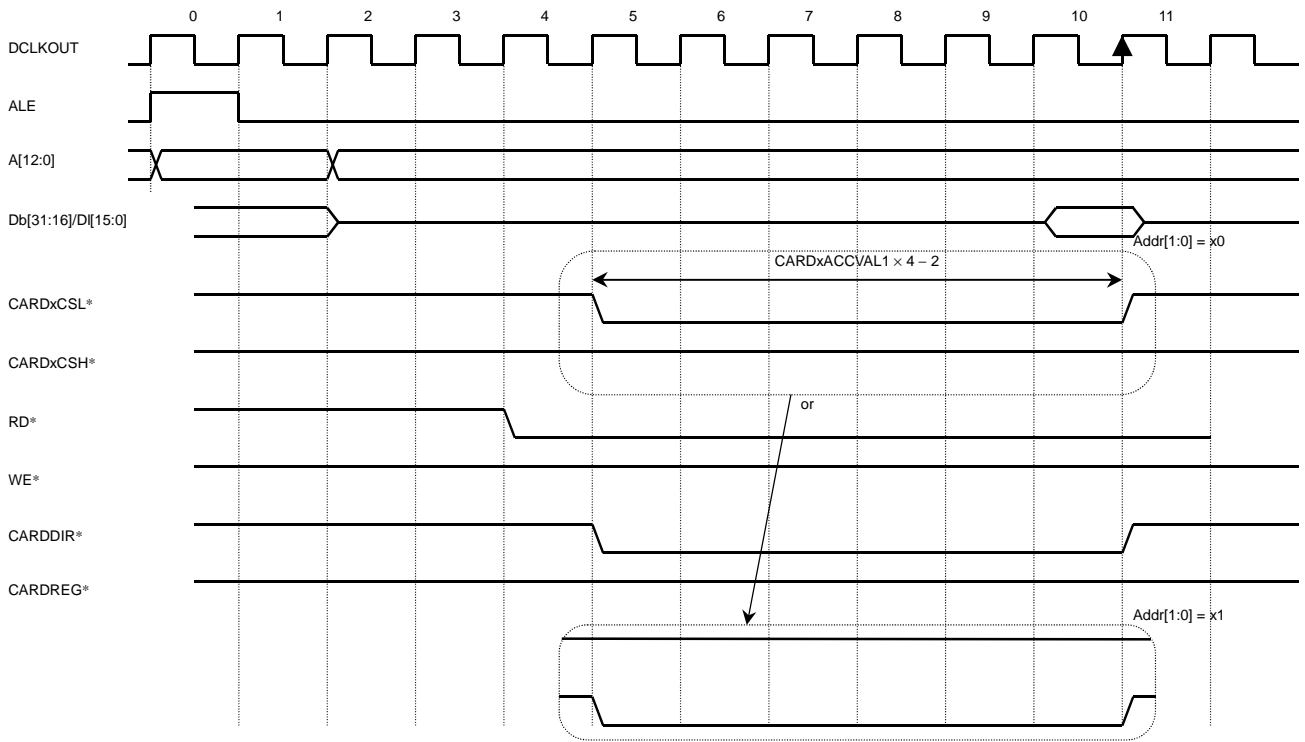 0 1 2 3 4 5 6 7 8 9 10 11
DCLKOUT
ALE
A[12:0]
Db[31:16]/DI[15:0]
Addr[1:0] = x0
CARDxACCVAL1 × 4 – 2
CARDxCSL*
CARDxCSH*
or
RD*
WE*
CARDDIR*
CARDREG*
Addr[1:0] = x1